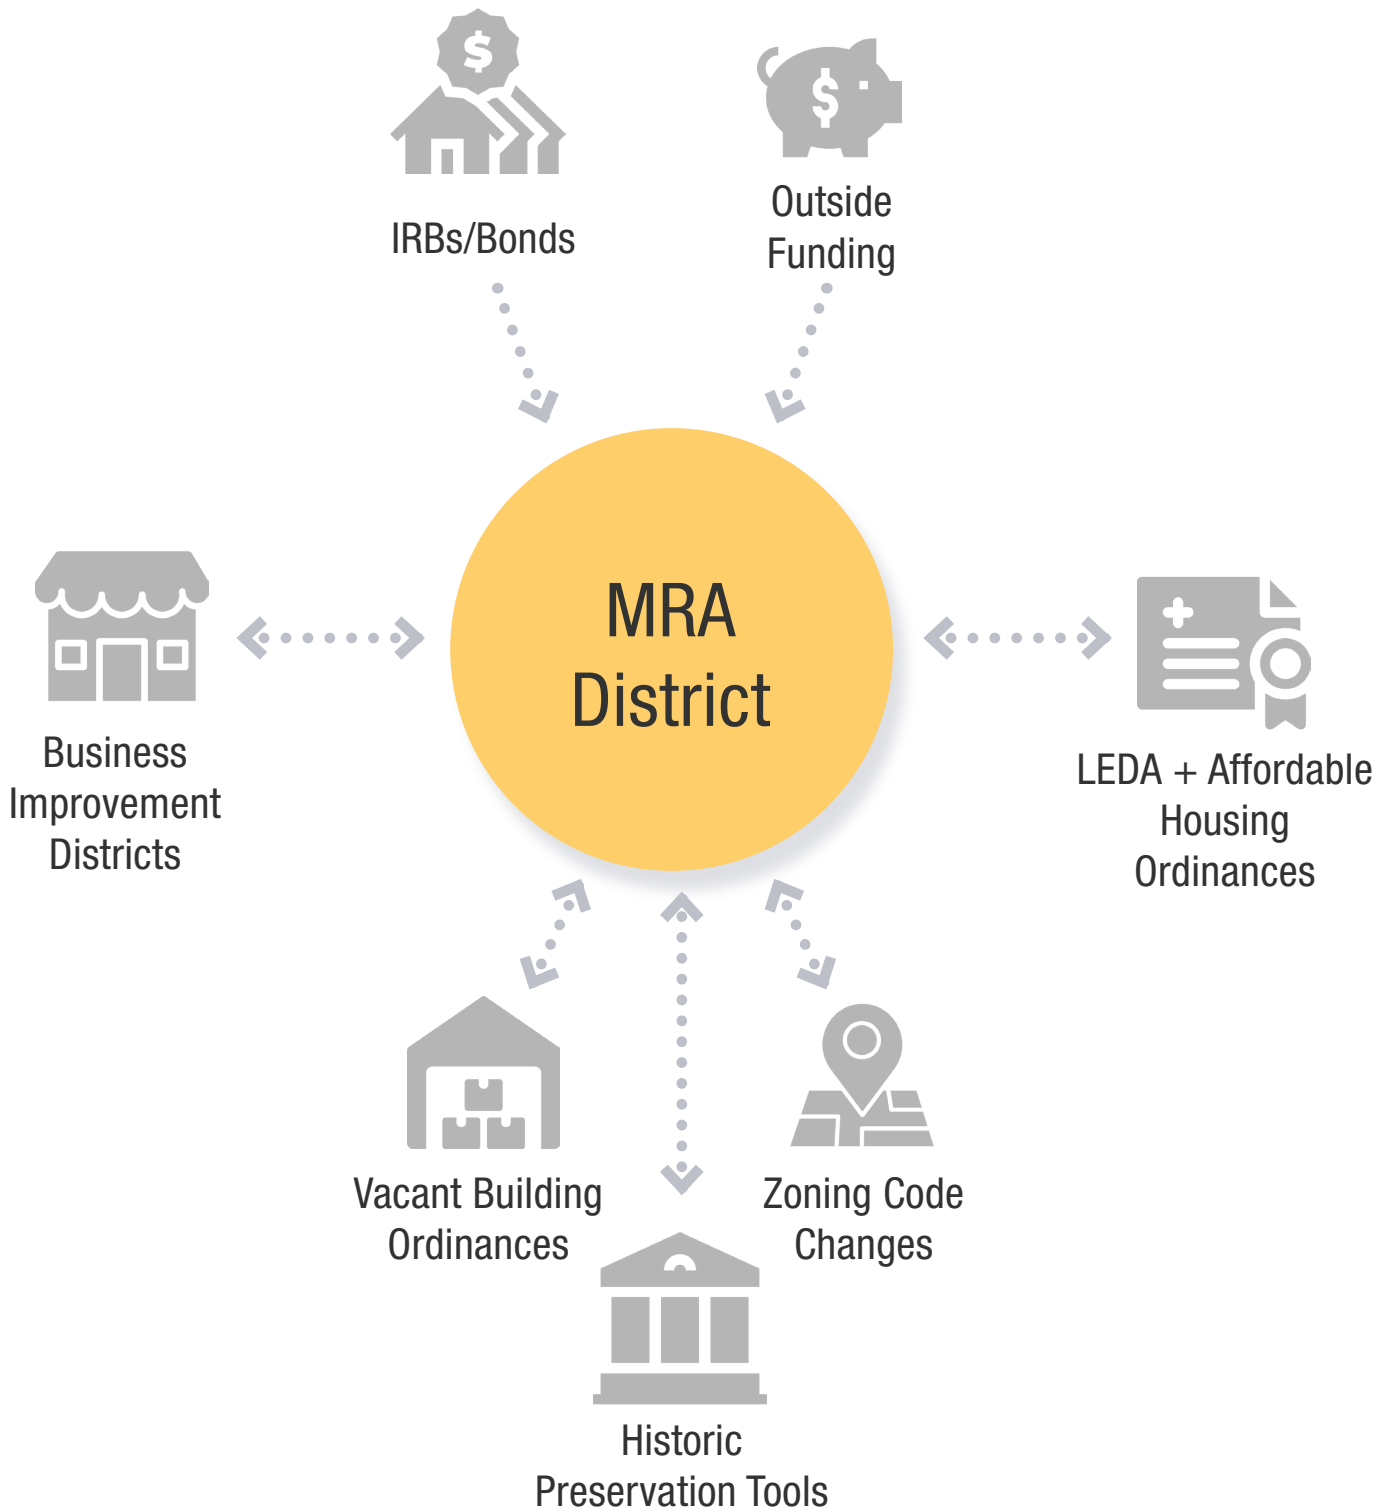 $
$
IRBs/Bonds
Outside
Funding
MRA
District
Business
Improvement
Districts
LEDA + Affordable
Housing
Ordinances
Vacant Building
Ordinances
Zoning Code
Changes
Historic
Preservation Tools